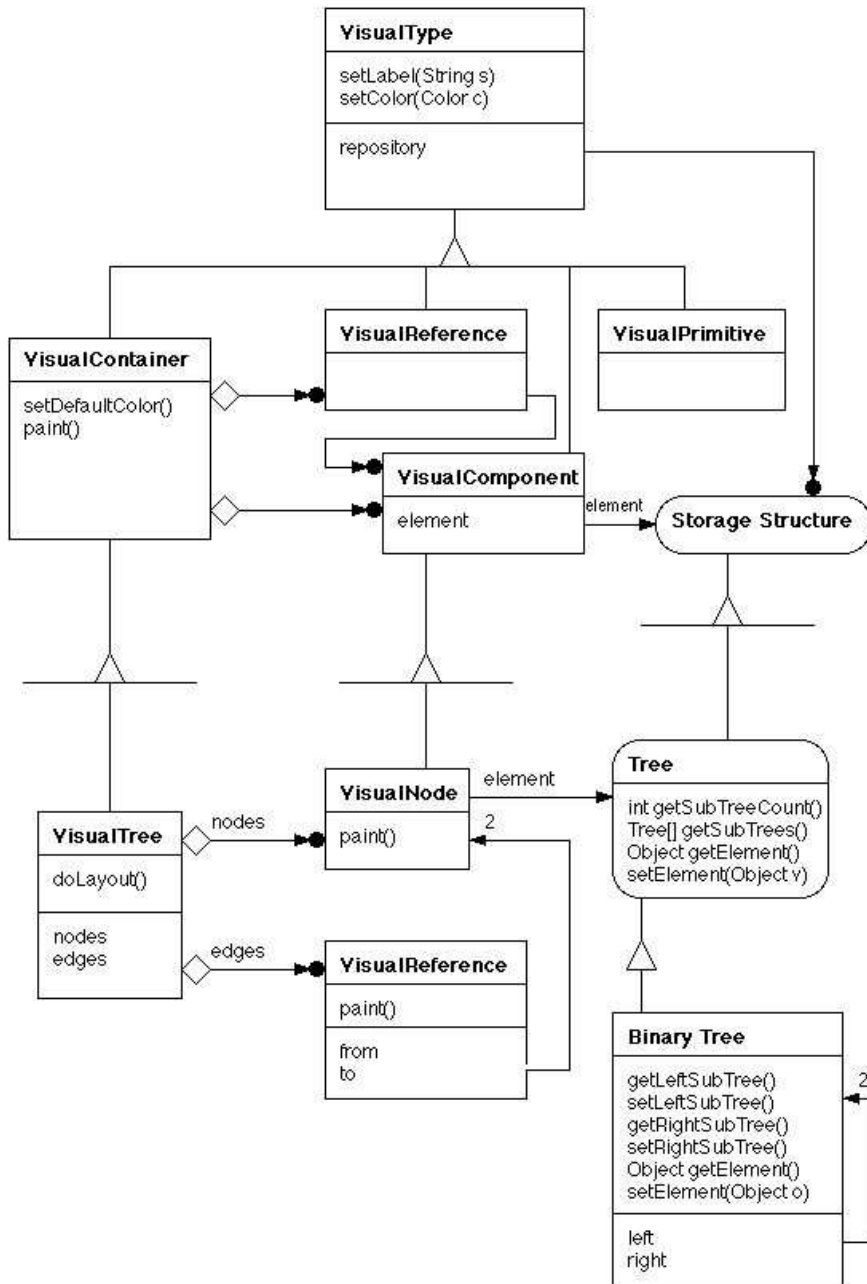 VisualType
setLabel(String s)
setColor(Color c)
repository
VisualReference
VisualPrimitive
VisualContainer
setDefaultColor()
paint()
VisualComponent
element
element
Storage Structure
VisualNode
paint()
element
2
Tree
int getSubTreeCount()
Tree[] getSubTrees()
Object getElement()
setElement(Object v)
VisualTree
doLayout()
nodes
edges
nodes
edges
VisualReference
paint()
from
to
Binary Tree
getLeftSubTree()
setLeftSubTree()
getRightSubTree()
setRightSubTree()
Object getElement()
setElement(Object o)
left
right
2